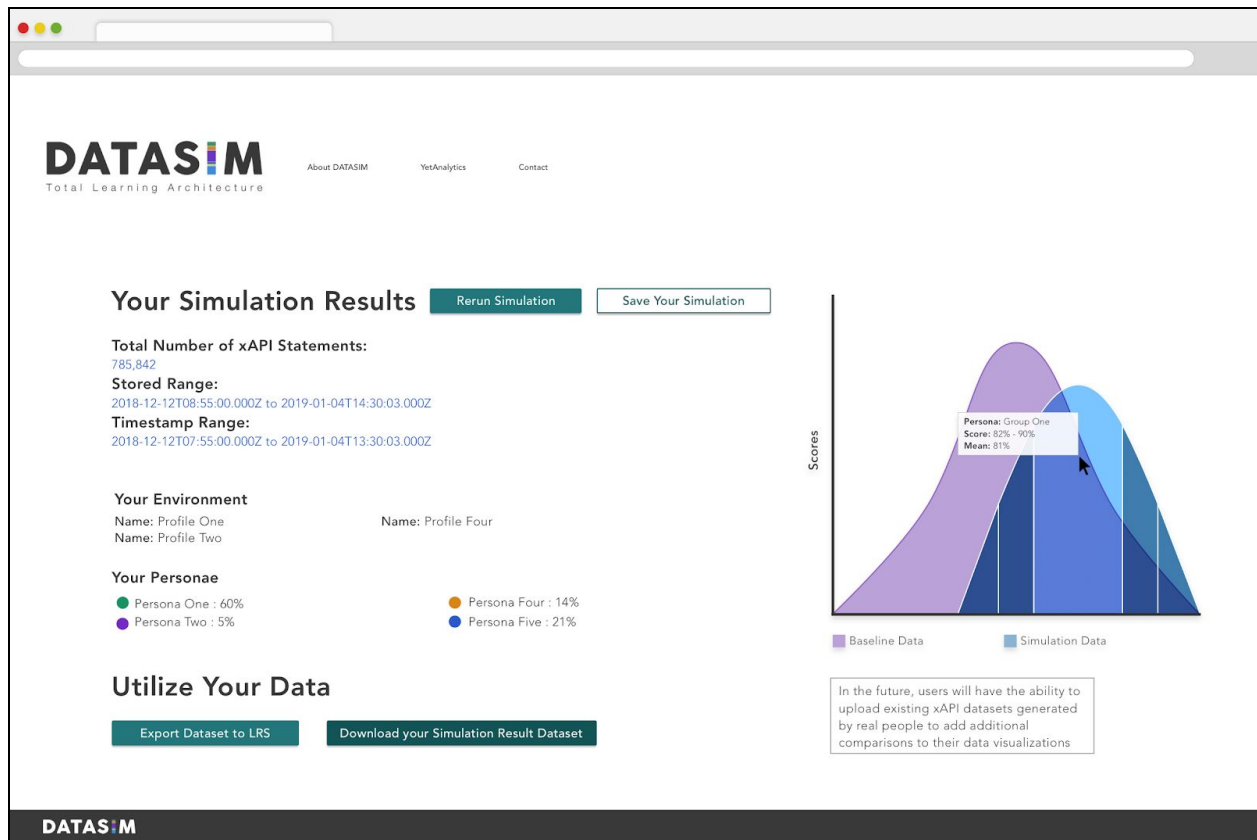 DATASIM
Total Learning Architecture
About DATASIM
YetAnalytics
Contact
Your Simulation Results
Rerun Simulation
Save Your Simulation
Total Number of xAPI Statements:
785,842
Stored Range:
2018-12-12T08:55:00.000Z to 2019-01-04T14:30:03.000Z
Timestamp Range:
2018-12-12T07:55:00.000Z to 2019-01-04T13:30:03.000Z
Your Environment
Name: Profile One
Name: Profile Four
Name: Profile Two
Your Personae
Persona One : 60%
Persona Four : 14%
Persona Two : 5%
Persona Five : 21%
Utilize Your Data
Export Dataset to LRS
Download your Simulation Result Dataset
Scores
Persona: Group One
Score: 82% - 90%
Mean: 81%
Baseline Data
Simulation Data
In the future, users will have the ability to
upload existing xAPI datasets generated
by real people to add additional
comparisons to their data visualizations
DATASIM